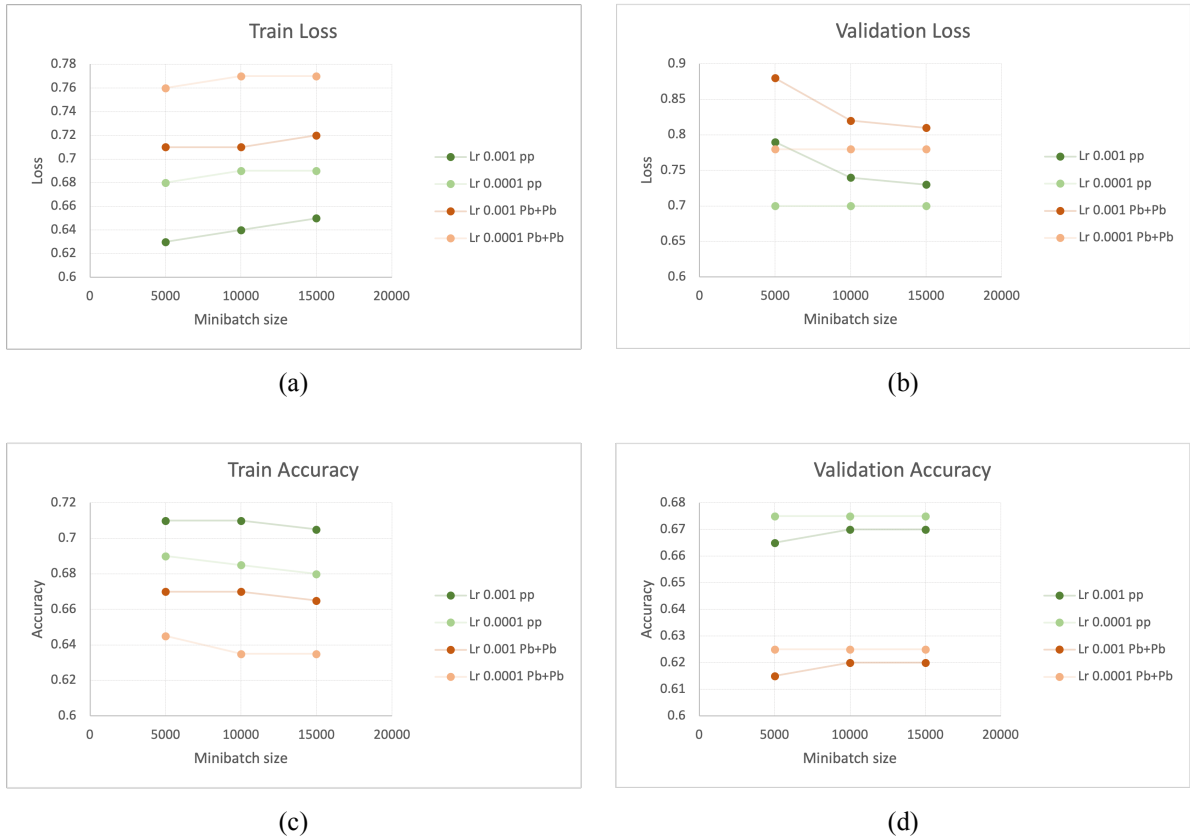 Train Loss
0.78
0.76
0.74
0.72
0.7
0.68
0.66
0.64
0.62
0.6
Loss
0 5000 10000 15000 20000
Minibatch size
Lr 0.001 pp
Lr 0.0001 pp
Lr 0.001 Pb+Pb
Lr 0.0001 Pb+Pb
(a)
Validation Loss
0.9
0.85
0.8
0.75
0.7
0.65
0.6
Loss
0 5000 10000 15000 20000
Minibatch size
Lr 0.001 pp
Lr 0.0001 pp
Lr 0.001 Pb+Pb
Lr 0.0001 Pb+Pb
(b)
Train Accuracy
0.72
0.7
0.68
0.66
0.64
0.62
0.6
Accuracy
0 5000 10000 15000 20000
Minibatch size
Lr 0.001 pp
Lr 0.0001 pp
Lr 0.001 Pb+Pb
Lr 0.0001 Pb+Pb
(c)
Validation Accuracy
0.68
0.67
0.66
0.65
0.64
0.63
0.62
0.61
0.6
Accuracy
0 5000 10000 15000 20000
Minibatch size
Lr 0.001 pp
Lr 0.0001 pp
Lr 0.001 Pb+Pb
Lr 0.0001 Pb+Pb
(d)